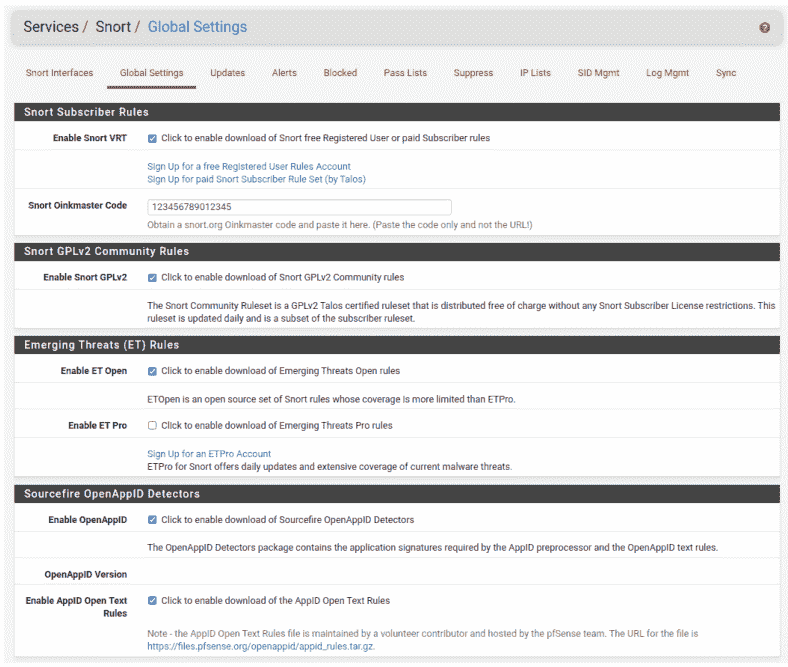 Services / Snort / Global Settings
Snort Interfaces Global Settings Updates Alerts Blocked Pass Lists Suppress IP Lists SID Mgmt Log Mgmt Sync
Snort Subscriber Rules
Enable Snort VRT Click to enable download of Snort free Registered User or paid Subscriber rules
Sign Up for a free Registered User Rules Account
Sign Up for paid Snort Subscriber Rule Set (by Talos)
Snort Oinkmaster Code 123456789012345
Obtain a snort.org Oinkmaster code and paste it here. (Paste the code only and not the URL!)
Snort GPLv2 Community Rules
Enable Snort GPLv2 Click to enable download of Snort GPLv2 Community rules
The Snort Community Ruleset is a GPLv2 Talos certified ruleset that is distributed free of charge without any Snort Subscriber License restrictions. This
ruleset is updated daily and is a subset of the subscriber ruleset.
Emerging Threats (ET) Rules
Enable ET Open Click to enable download of Emerging Threats Open rules
ETOpen is an open source set of Snort rules whose coverage is more limited than ETPro.
Enable ET Pro Click to enable download of Emerging Threats Pro rules
Sign Up for an ETPro Account
ETPro for Snort offers daily updates and extensive coverage of current malware threats.
Sourcefire OpenAppID Detectors
Enable OpenAppID Click to enable download of Sourcefire OpenAppID Detectors
The OpenAppID Detectors package contains the application signatures required by the AppID preprocessor and the OpenAppID text rules.
OpenAppID Version
Enable AppID Open Text Click to enable download of the AppID Open Text Rules
Rules
Note - the AppID Open Text Rules file is maintained by a volunteer contributor and hosted by the pfSense team. The URL for the file is
https://files.pfsense.org/openappid/appid_rules.tar.gz.